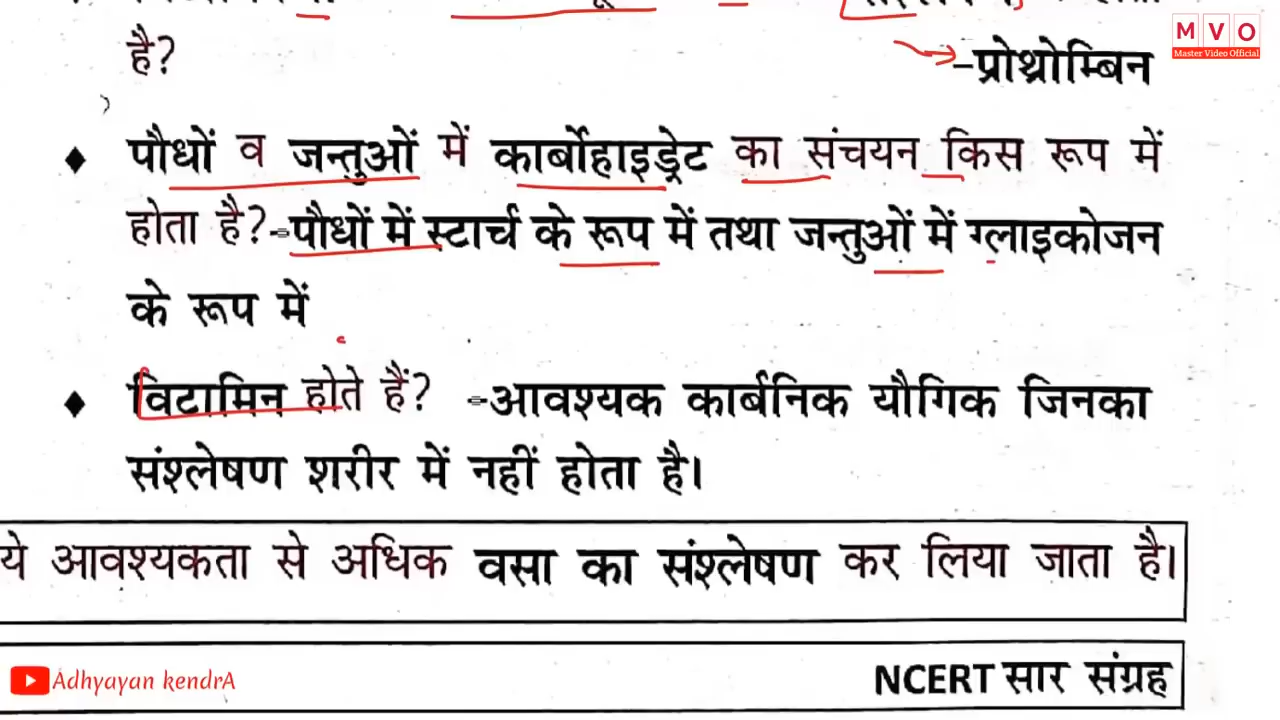 है?
-प्रोथ्रोम्बिन
MVO
Master Video Official
♦ पौधों व जन्तुओं में कार्बोहाइड्रेट का संचयन किस रूप में
होता है?-पौधों में स्टार्च के रूप में तथा जन्तुओं में ग्लाइकोजन
के रूप में
♦ विटामिन होते हैं? -आवश्यक कार्बनिक यौगिक जिनका
संश्लेषण शरीर में नहीं होता है।
ये आवश्यकता से अधिक वसा का संश्लेषण कर लिया जाता है।
Adhyayan kendrA
NCERT सार संग्रह